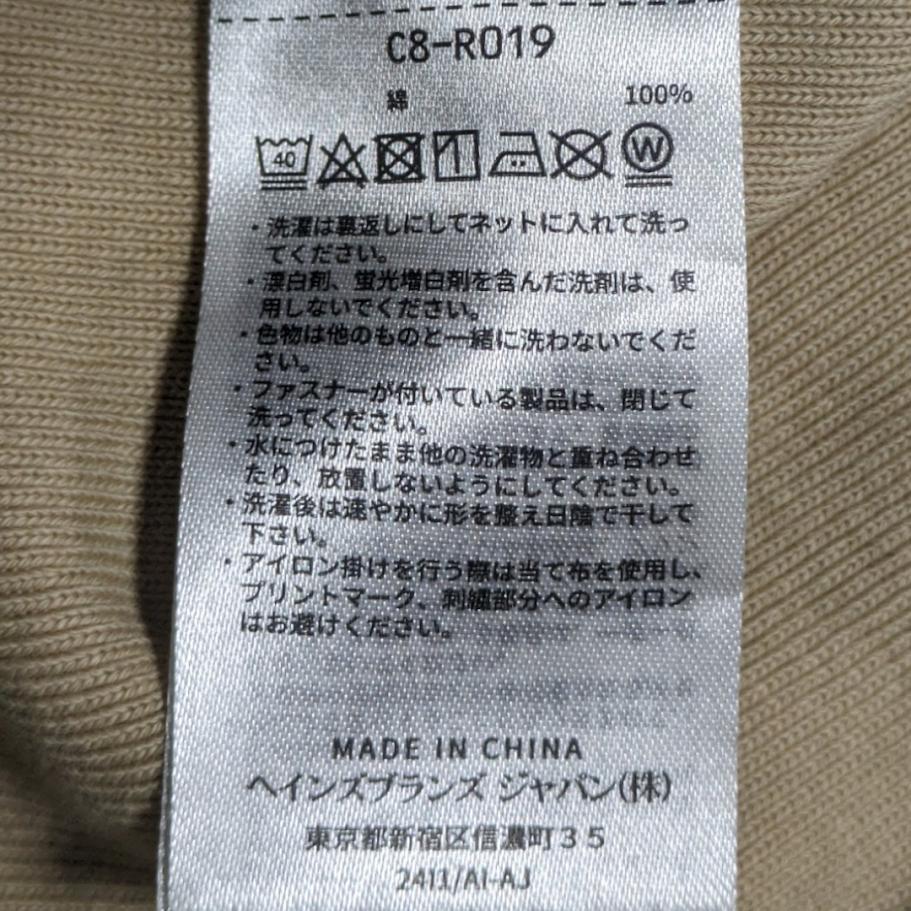 C8-R019
綿 100%
40
W
・洗濯は裏返しにしてネットに入れて洗っ
てください。
・漂白剤、蛍光増白剤を含んだ洗剤は、使
用しないでください。
・色物は他のものと一緒に洗わないでくだ
さい。
・ファスナーが付いている製品は、閉じて
洗ってください。
・水につけたまま他の洗濯物と重ね合わせ
たり、放置しないようにしてください。
・洗濯後は速やかに形を整え日陰で干して
下さい。
・アイロン掛けを行う際は当て布を使用し、
プリントマーク、刺繍部分へのアイロン
はお避けください。
MADE IN CHINA
ヘインズブランズ ジャパン(株)
東京都新宿区信濃町35
2411/AI-AJ